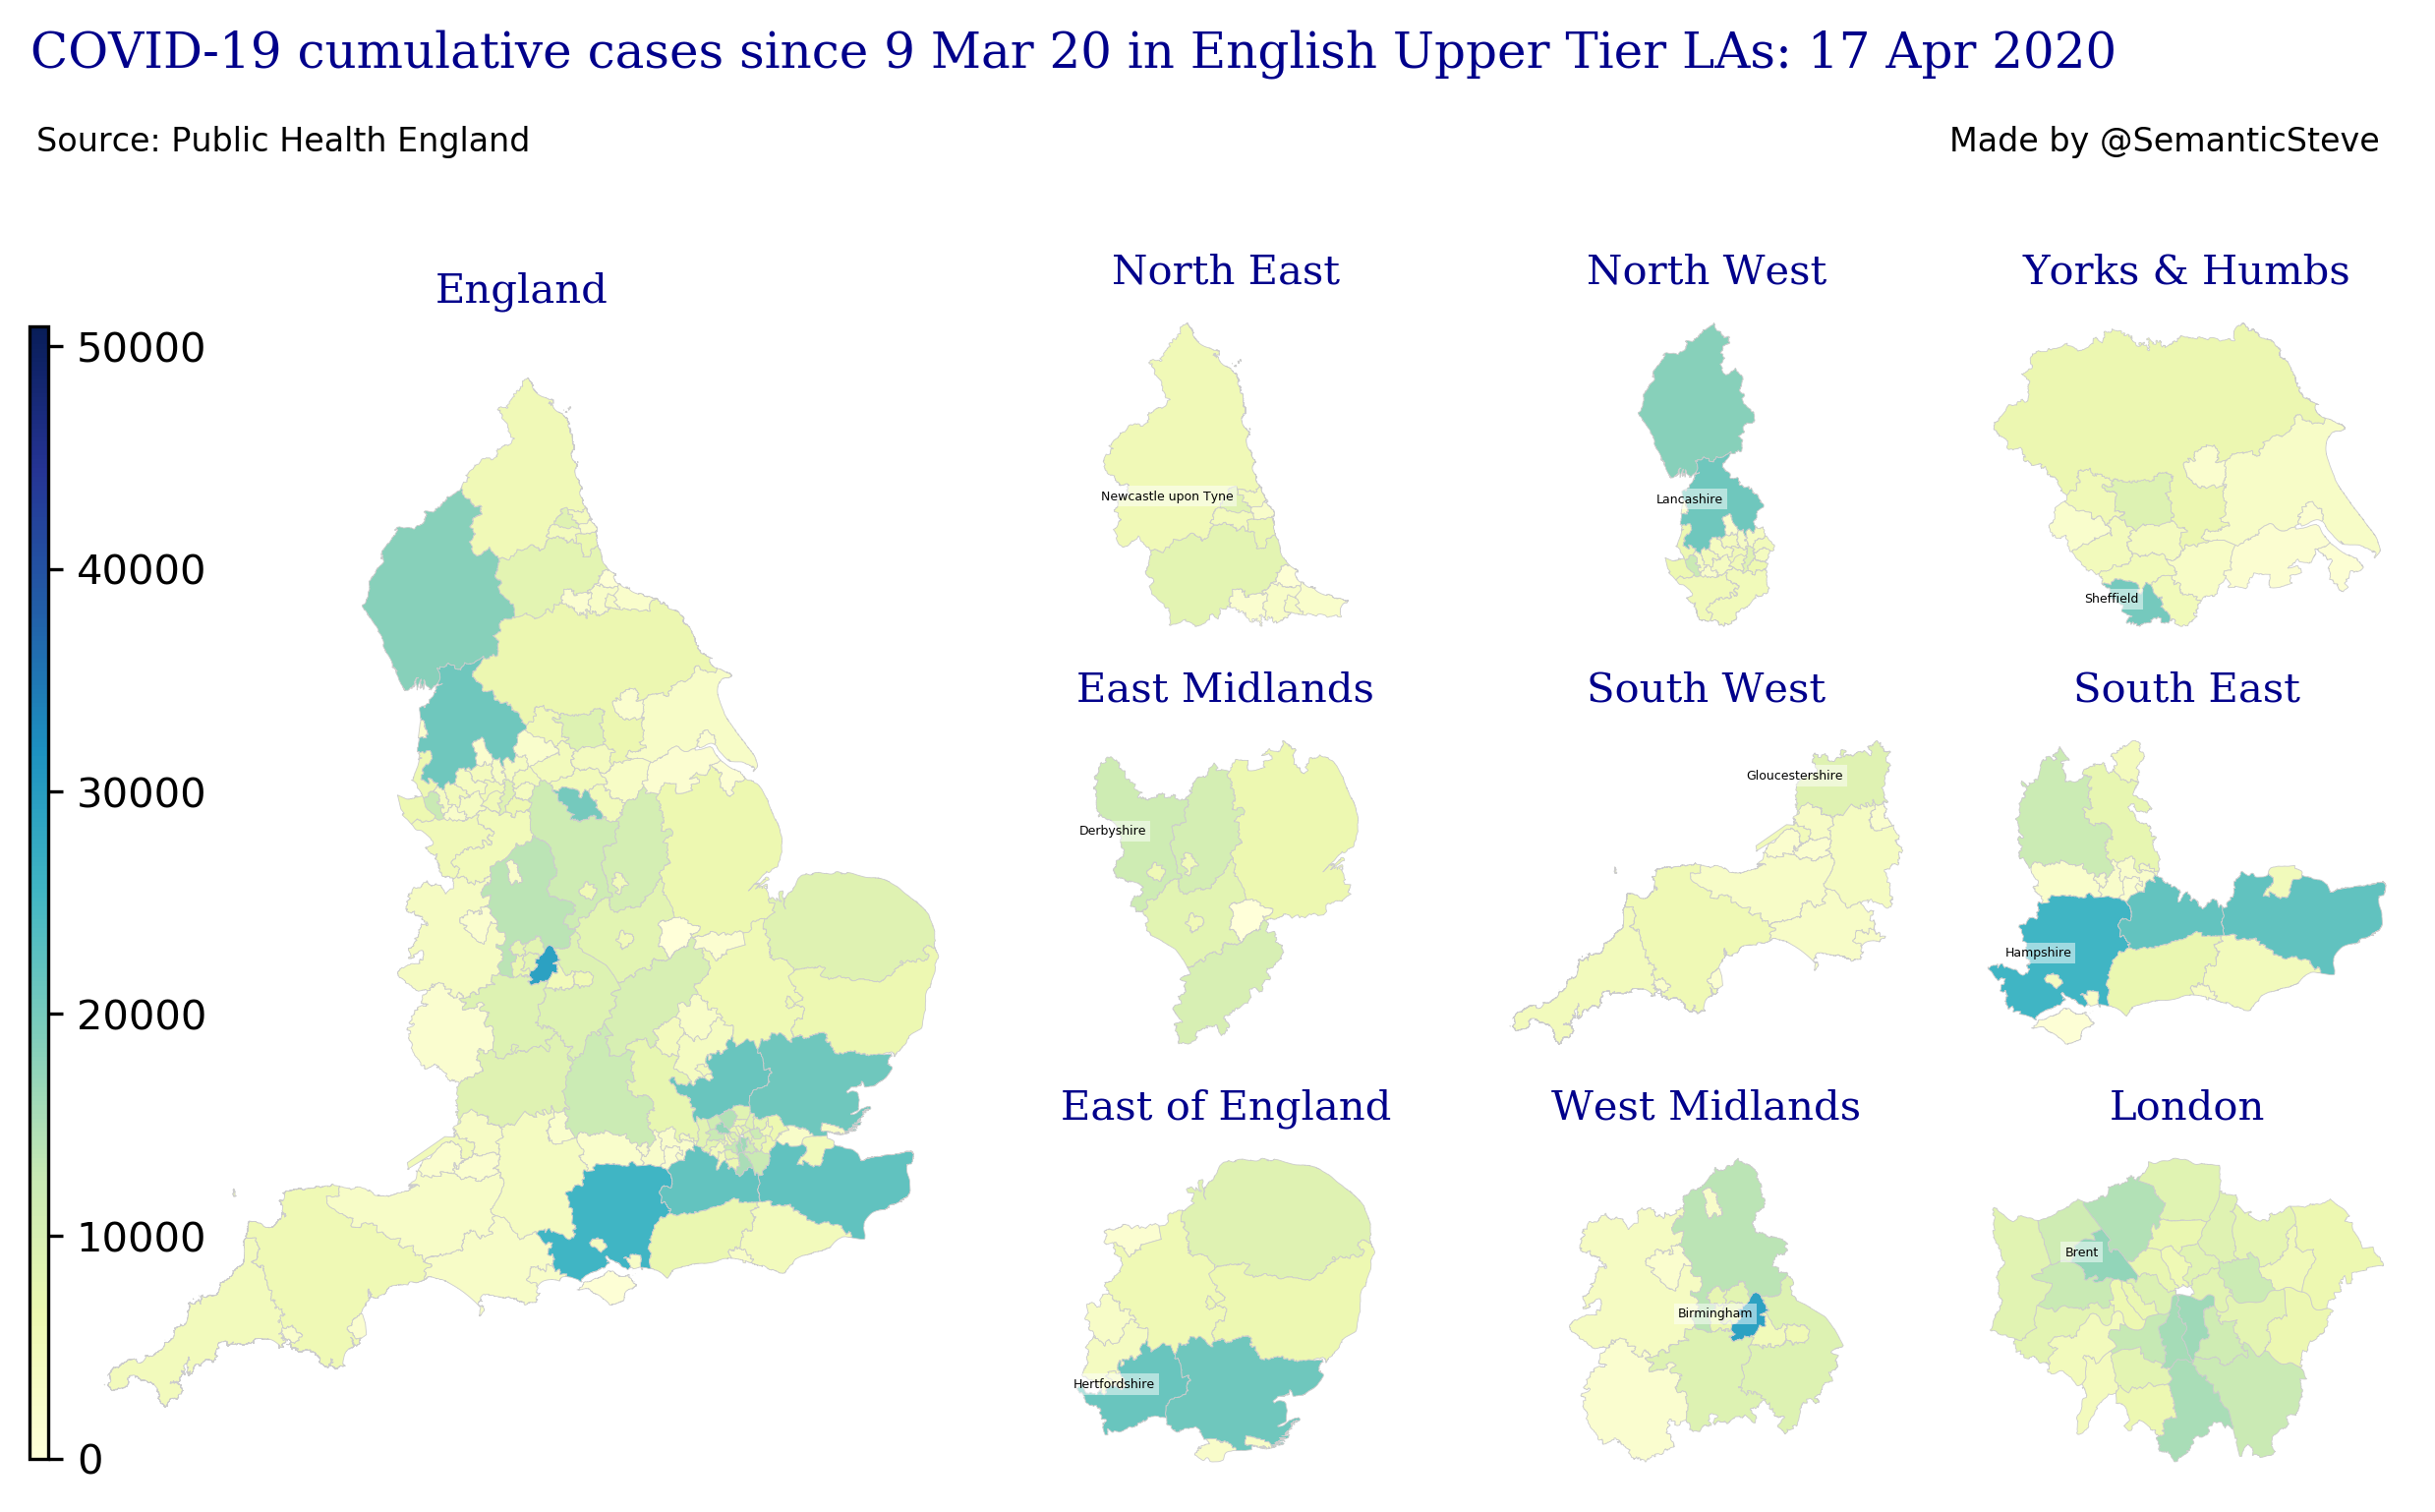 COVID-19 cumulative cases since 9 Mar 20 in English Upper Tier LAs: 17 Apr 2020
Source: Public Health England
Made by @SemanticSteve
England
50000
40000
30000
20000
10000
0
North East
Newcastle upon Tyne
North West
Lancashire
Yorks & Humbs
Sheffield
East Midlands
Derbyshire
South West
Gloucestershire
South East
Hampshire
East of England
Hertfordshire
West Midlands
Birmingham
London
Brent